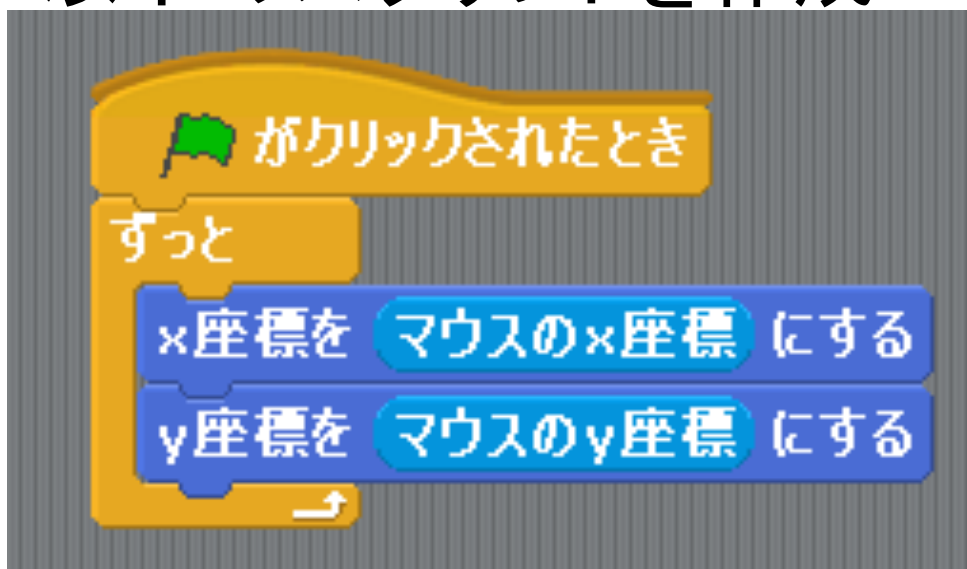 がクリックされたとき
ずっと
x座標を マウスのx座標 にする
y座標を マウスのy座標 にする